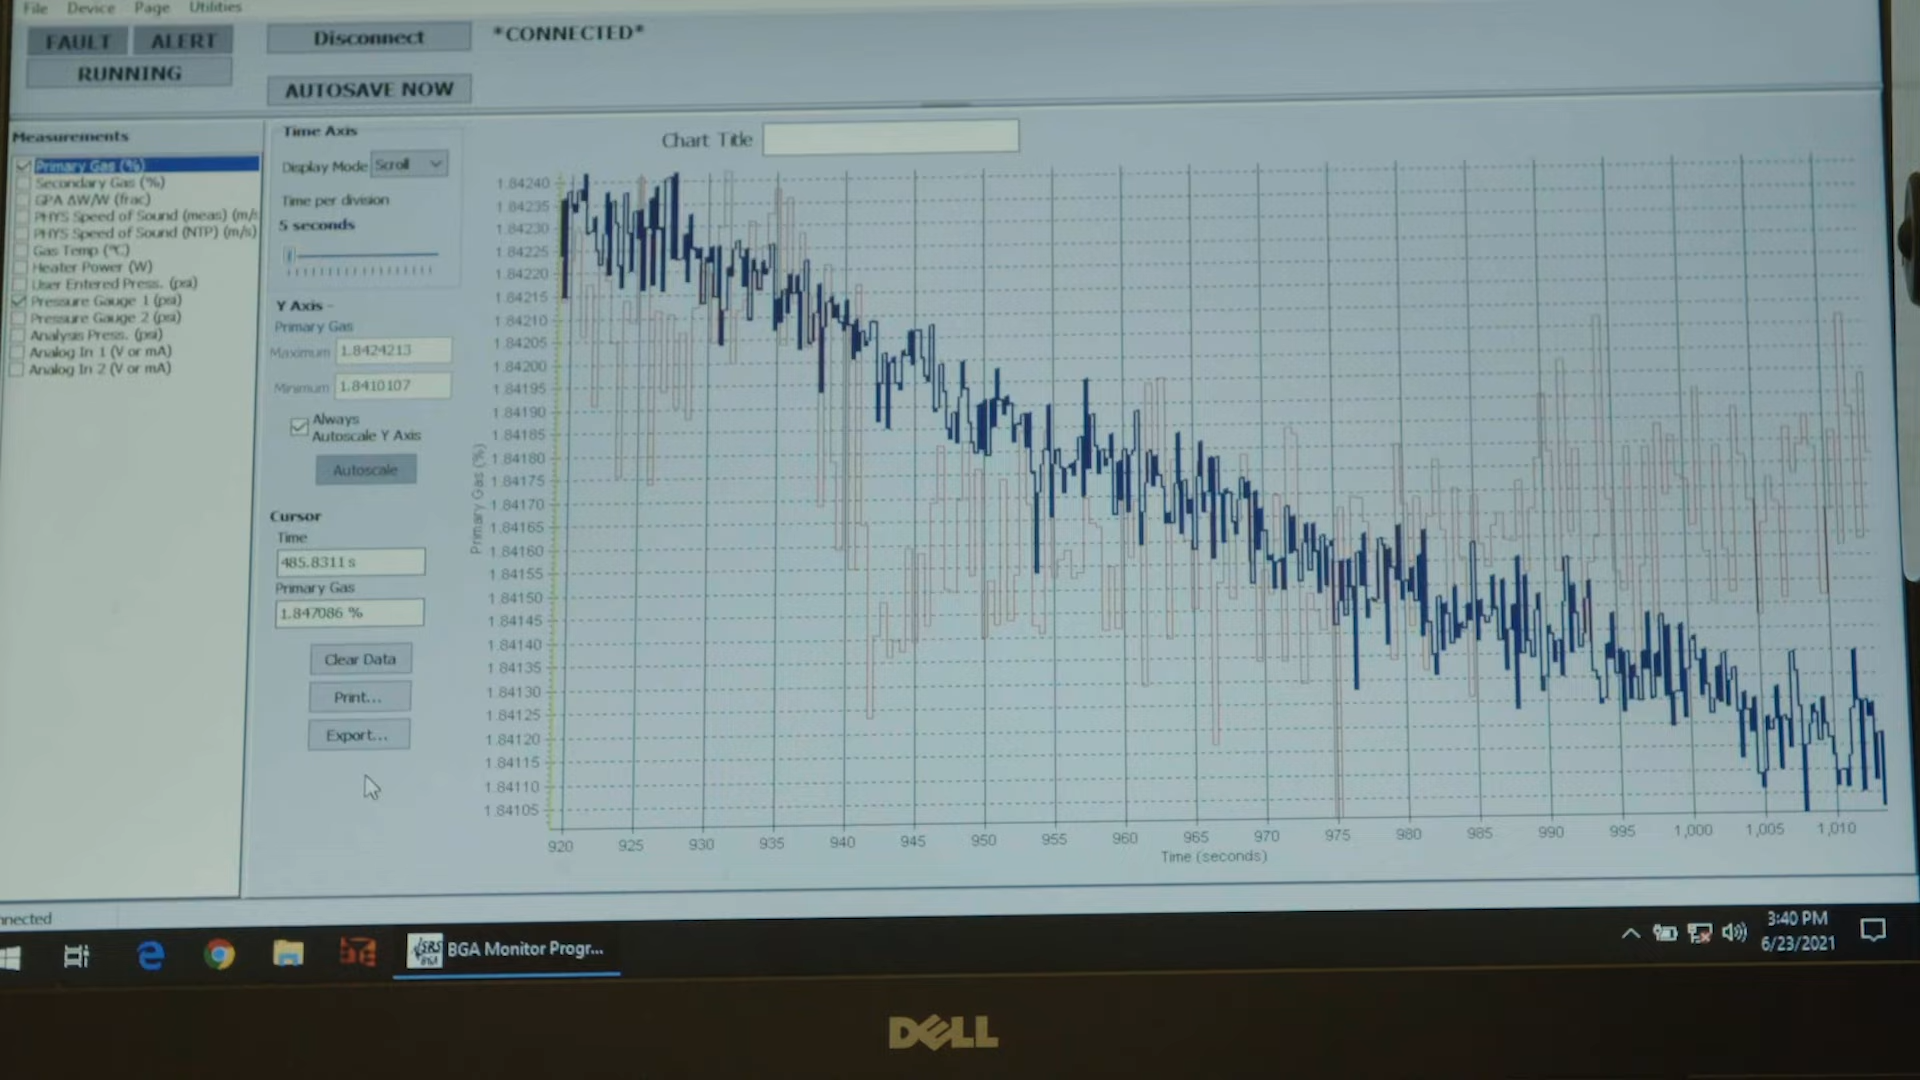 File Device Page Utilities
FAULT ALERT
RUNNING
Disconnect
*CONNECTED*
AUTOSAVE NOW
Measurements
Primary Gas (%)
Secondary Gas (%)
GPA ΔW/W (frac)
PHYS Speed of Sound (meas) (m/s
PHYS Speed of Sound (NTP) (m/s)
Gas Temp (°C)
Heater Power (W)
User Entered Press. (psi)
Pressure Gauge 1 (psi)
Pressure Gauge 2 (psi)
Analysis Press. (psi)
Analog In 1 (V or mA)
Analog In 2 (V or mA)
Time Axis
Display Mode Scroll
Time per division
5 seconds
Y Axis -
Primary Gas
Maximum 1.8424213
Minimum 1.8410107
Always
Autoscale Y Axis
Autoscale
Cursor
Time
485.8311 s
Primary Gas
1.847086 %
Clear Data
Print...
Export...
Chart Title
1.84240
1.84235
1.84230
1.84225
1.84220
1.84215
1.84210
1.84205
1.84200
1.84195
1.84190
1.84185
1.84180
1.84175
1.84170
1.84165
1.84160
1.84155
1.84150
1.84145
1.84140
1.84135
1.84130
1.84125
1.84120
1.84115
1.84110
1.84105
Primary Gas (%)
920 925 930 935 940 945 950 955 960 965 970 975 980 985 990 995 1,000 1,005 1,010
Time (seconds)
nnected
SRS
BGA
BGA Monitor Progr...
3:40 PM
6/23/2021
DELL